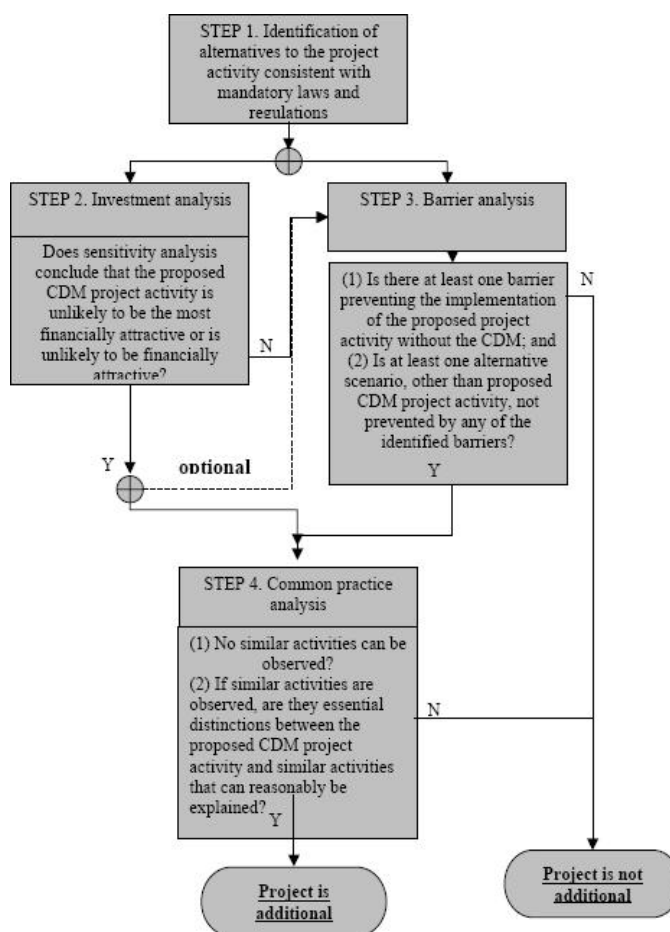 STEP 1. Identification of
alternatives to the project
activity consistent with
mandatory laws and
regulations
STEP 2. Investment analysis
Does sensitivity analysis
conclude that the proposed
CDM project activity is
unlikely to be the most
financially attractive or is
unlikely to be financially
attractive?
N
Y
optional
STEP 3. Barrier analysis
(1) Is there at least one barrier
preventing the implementation
of the proposed project
activity without the CDM; and
(2) Is at least one alternative
scenario, other than proposed
CDM project activity, not
prevented by any of the
identified barriers?
N
Y
STEP 4. Common practice
analysis
(1) No similar activities can be
observed?
(2) If similar activities are
observed, are they essential
distinctions between the
proposed CDM project
activity and similar activities
that can reasonably be
explained?
N
Y
Project is
additional
Project is not
additional